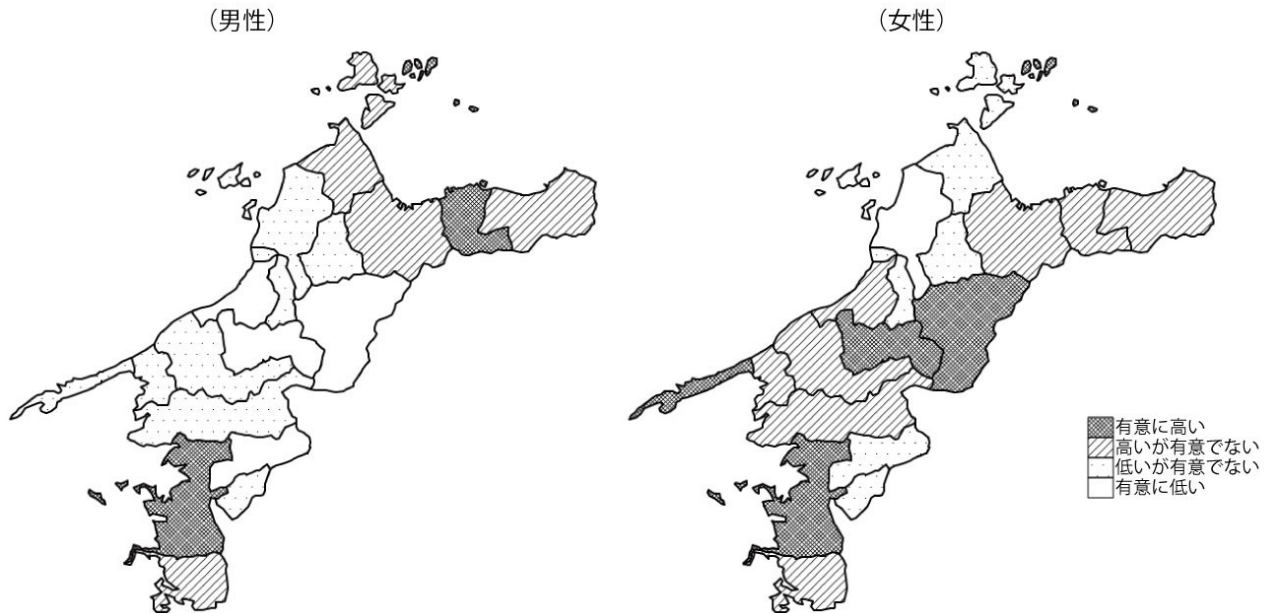 （男性）
（女性）
有意に高い
高いが有意でない
低いが有意でない
有意に低い